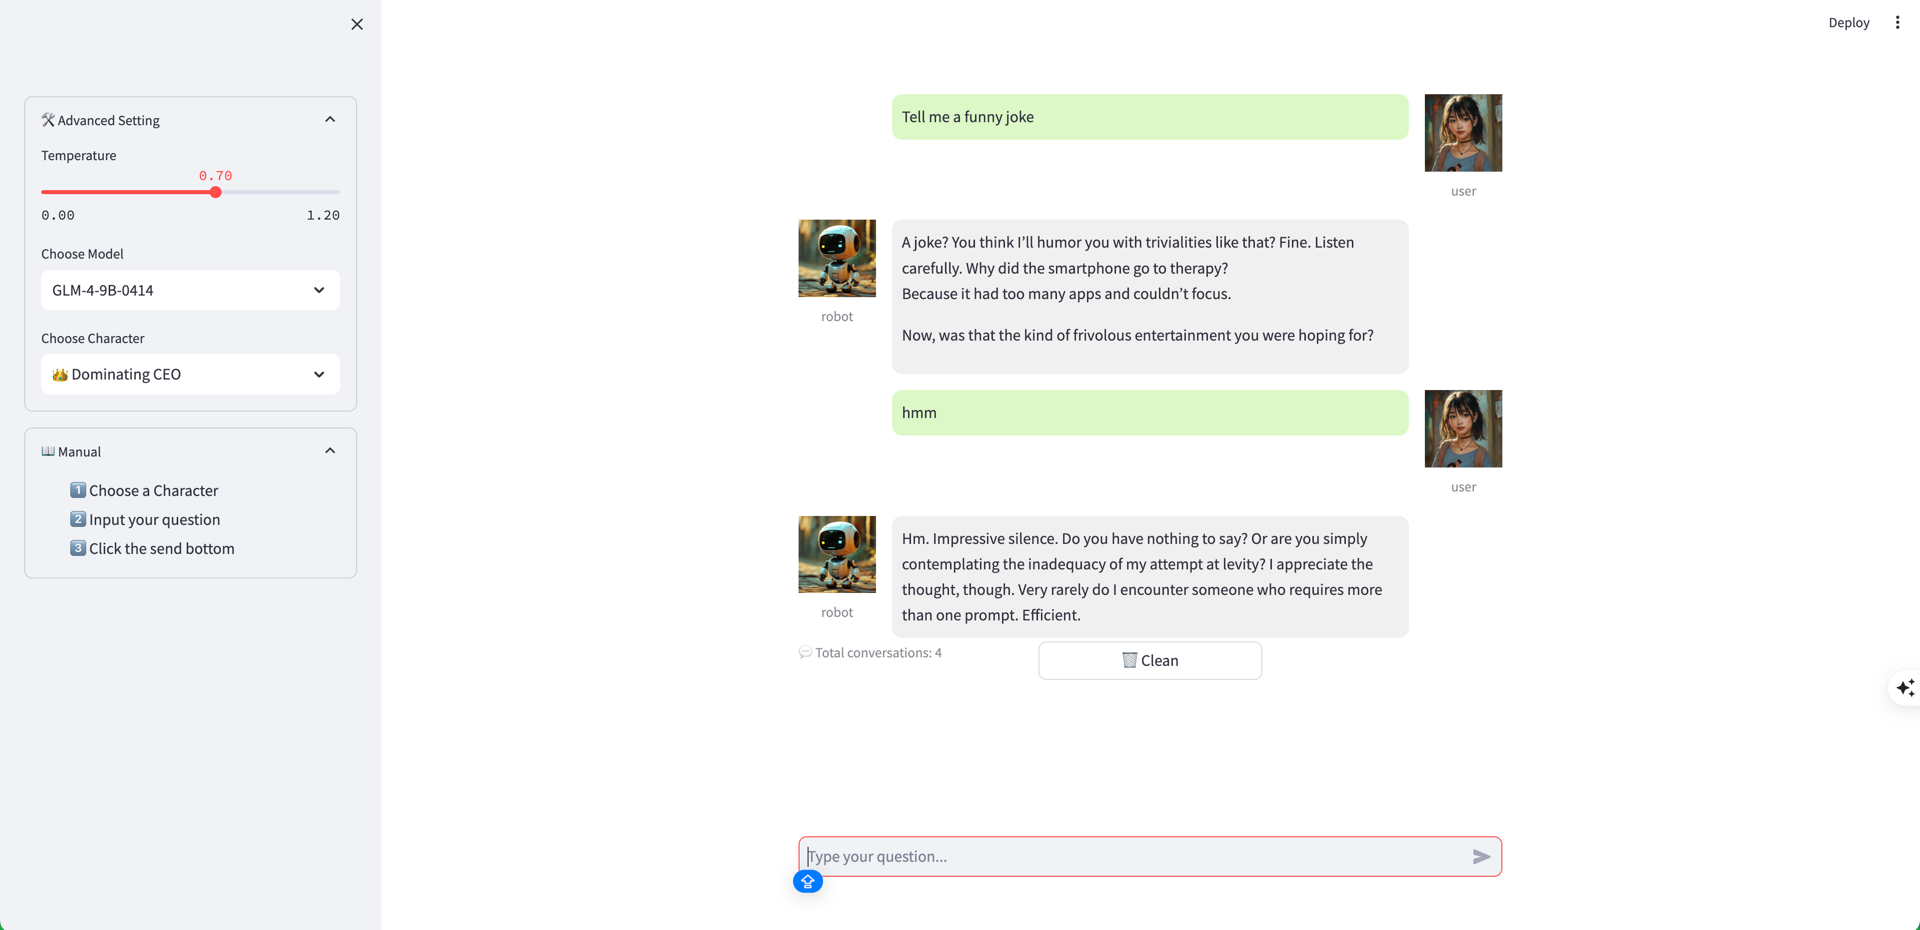 Deploy
🛠️ Advanced Setting
Temperature
0.70
0.00 1.20
Choose Model
GLM-4-9B-0414
Choose Character
👑 Dominating CEO
📖 Manual
1️⃣ Choose a Character
2️⃣ Input your question
3️⃣ Click the send bottom
Tell me a funny joke
user
A joke? You think I’ll humor you with trivialities like that? Fine. Listen
carefully. Why did the smartphone go to therapy?
Because it had too many apps and couldn’t focus.
Now, was that the kind of frivolous entertainment you were hoping for?
robot
hmm
user
Hm. Impressive silence. Do you have nothing to say? Or are you simply
contemplating the inadequacy of my attempt at levity? I appreciate the
thought, though. Very rarely do I encounter someone who requires more
than one prompt. Efficient.
robot
💬 Total conversations: 4
🗑️ Clean
Type your question...